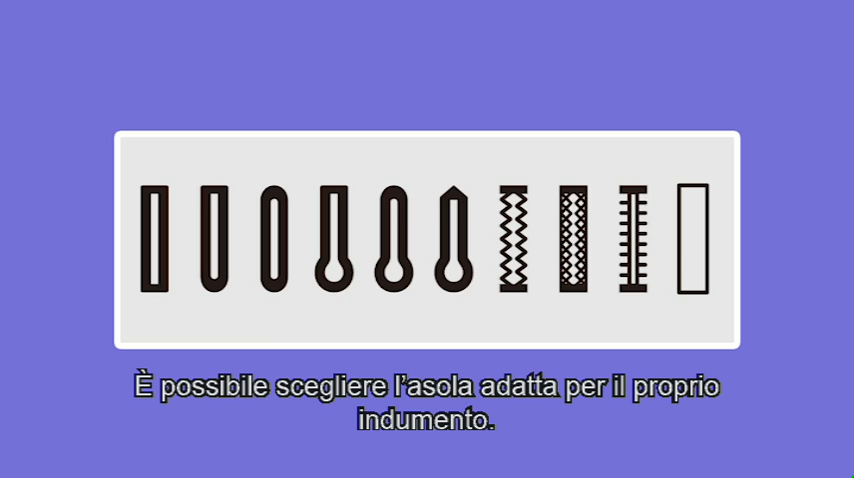 È possibile scegliere l'asola adatta per il proprio
indumento.